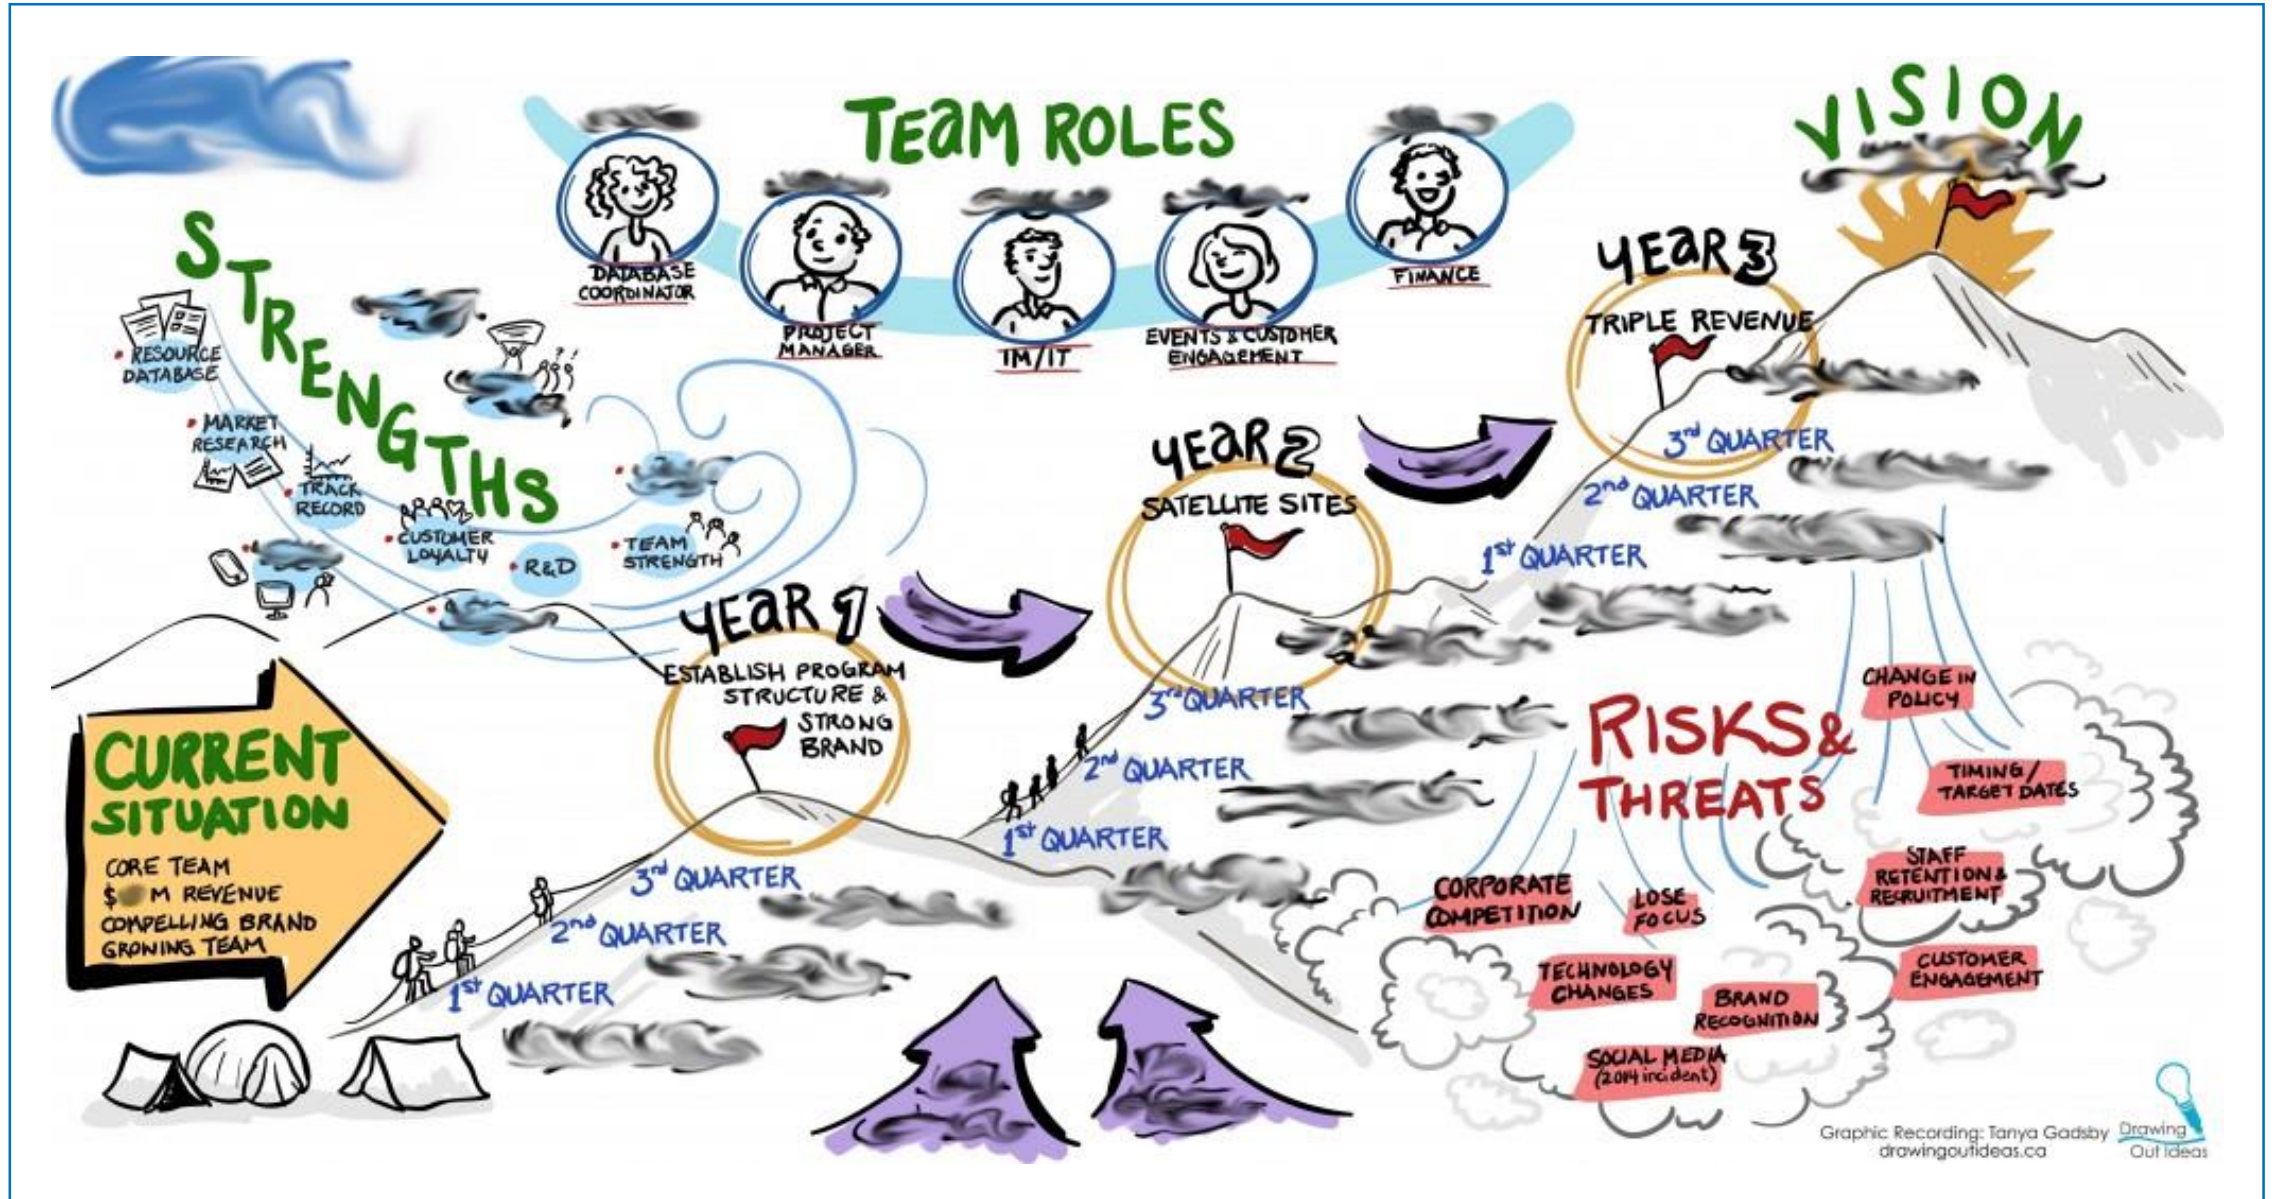 TEAM ROLES
DATABASE
COORDINATOR
PROJECT
MANAGER
IM/IT
EVENTS & CUSTOMER
ENGAGEMENT
FINANCE
VISION
STRENGTHS
• RESOURCE
DATABASE
• MARKET
RESEARCH
• TRACK
RECORD
• CUSTOMER
LOYALTY
• R&D
• TEAM
STRENGTH
CURRENT
SITUATION
CORE TEAM
$ M REVENUE
COMPELLING BRAND
GROWING TEAM
YEAR 1
ESTABLISH PROGRAM
STRUCTURE &
STRONG
BRAND
3rd QUARTER
2nd QUARTER
1st QUARTER
YEAR 2
SATELLITE SITES
3rd QUARTER
2nd QUARTER
1st QUARTER
YEAR 3
TRIPLE REVENUE
3rd QUARTER
2nd QUARTER
1st QUARTER
RISKS &
THREATS
CHANGE IN
POLICY
TIMING/
TARGET DATES
STAFF
RETENTION &
RECRUITMENT
CUSTOMER
ENGAGEMENT
CORPORATE
COMPETITION
LOSE
FOCUS
TECHNOLOGY
CHANGES
BRAND
RECOGNITION
SOCIAL MEDIA
(2014 incident)
Graphic Recording: Tanya Gadsby
drawingoutideas.ca
Drawing
Out Ideas